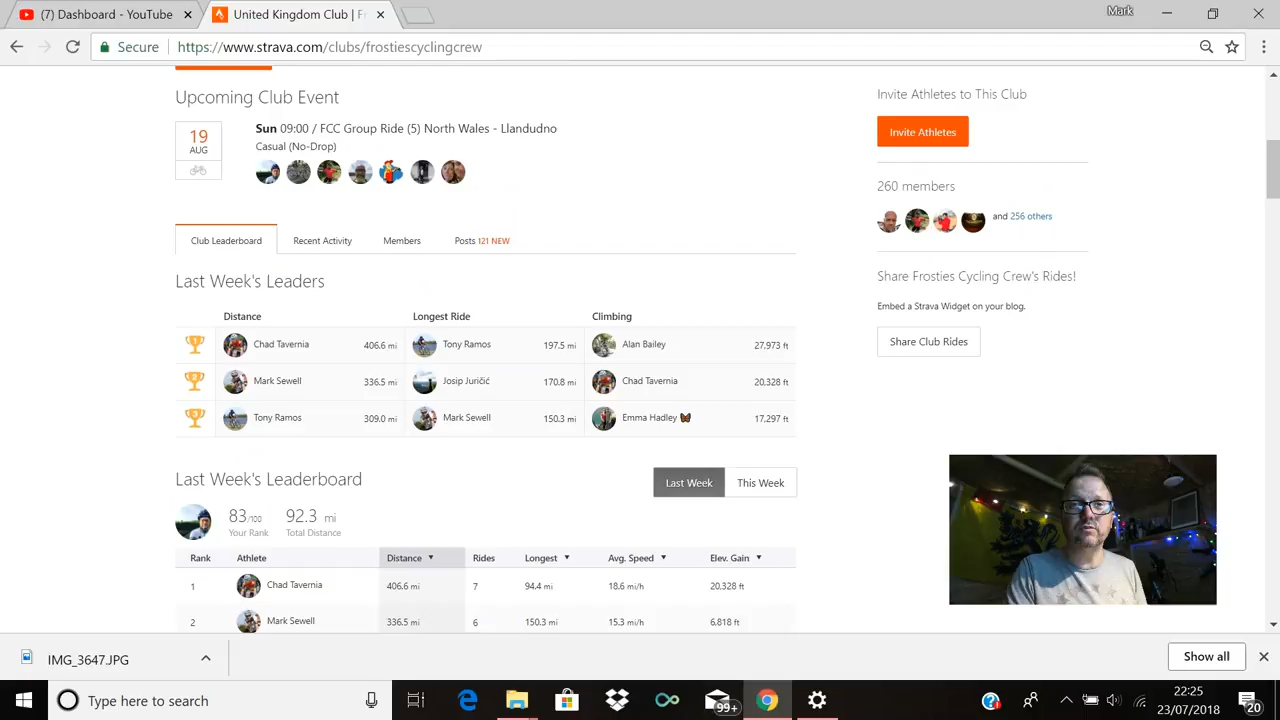 (7) Dashboard - YouTube
United Kingdom Club | F
Mark
Secure
https://www.strava.com/clubs/frostiescyclingcrew
Upcoming Club Event
19
AUG
Sun 09:00 / FCC Group Ride (5) North Wales - Llandudno
Casual (No-Drop)
Invite Athletes to This Club
Invite Athletes
260 members
and 256 others
Share Frosties Cycling Crew's Rides!
Embed a Strava Widget on your blog.
Share Club Rides
Club Leaderboard Recent Activity Members Posts 121 NEW
Last Week's Leaders
Distance Longest Ride Climbing
1 Chad Tavernia 406.6 mi Tony Ramos 197.5 mi Alan Bailey 27,973 ft
2 Mark Sewell 336.5 mi Josip Juričić 170.8 mi Chad Tavernia 20,328 ft
3 Tony Ramos 309.0 mi Mark Sewell 150.3 mi Emma Hadley 17,297 ft
Last Week's Leaderboard
Last Week This Week
83/100 92.3 mi
Your Rank Total Distance
Rank Athlete Distance Rides Longest Avg. Speed Elev. Gain
1 Chad Tavernia 406.6 mi 7 94.4 mi 18.6 mi/h 20,328 ft
2 Mark Sewell 336.5 mi 6 150.3 mi 15.3 mi/h 6,818 ft
IMG_3647.JPG
Show all
Type here to search
99+
22:25
23/07/2018
20